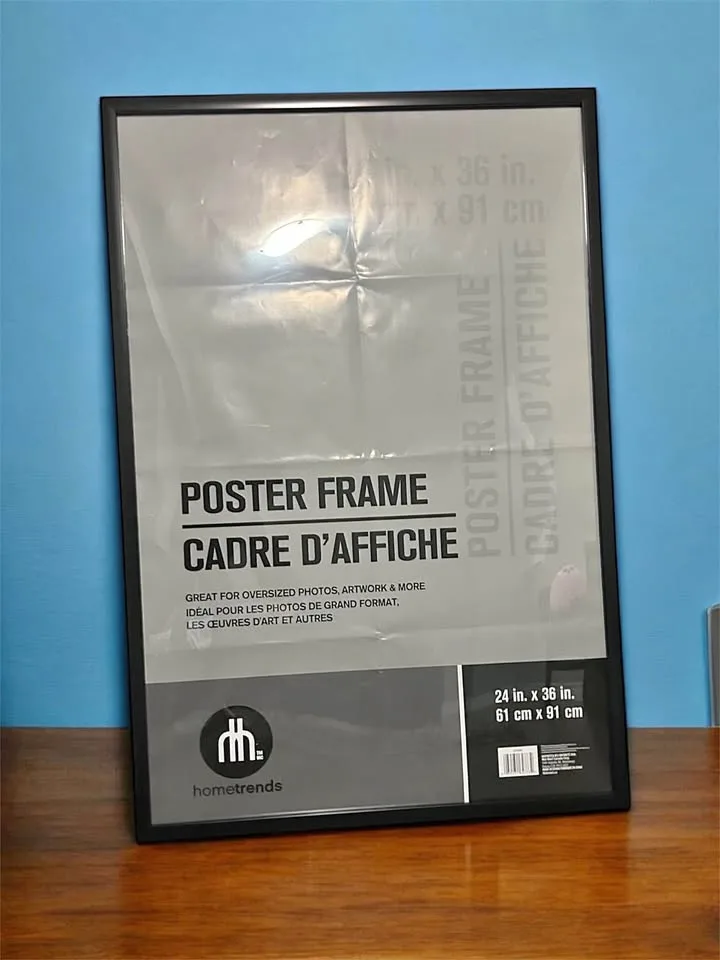 in. x 36 in.
x 91 cm
POSTER FRAME
CADRE D'AFFICHE
POSTER FRAME
CADRE D'AFFICHE
GREAT FOR OVERSIZED PHOTOS, ARTWORK & MORE
IDÉAL POUR LES PHOTOS DE GRAND FORMAT,
LES ŒUVRES D'ART ET AUTRES
24 in. x 36 in.
61 cm x 91 cm
hometrends